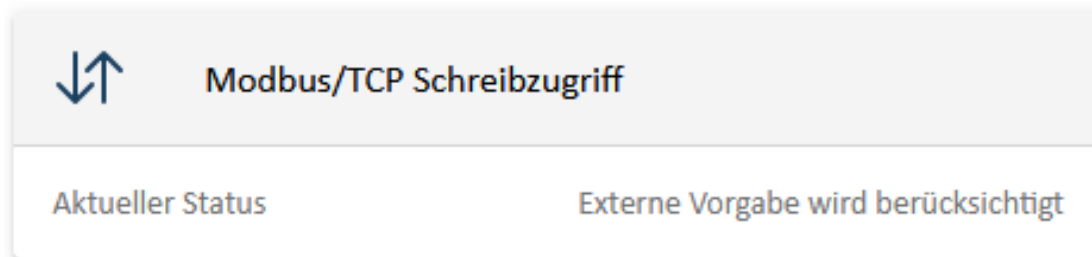 Modbus/TCP Schreibzugriff
Aktueller Status Externe Vorgabe wird berücksichtigt